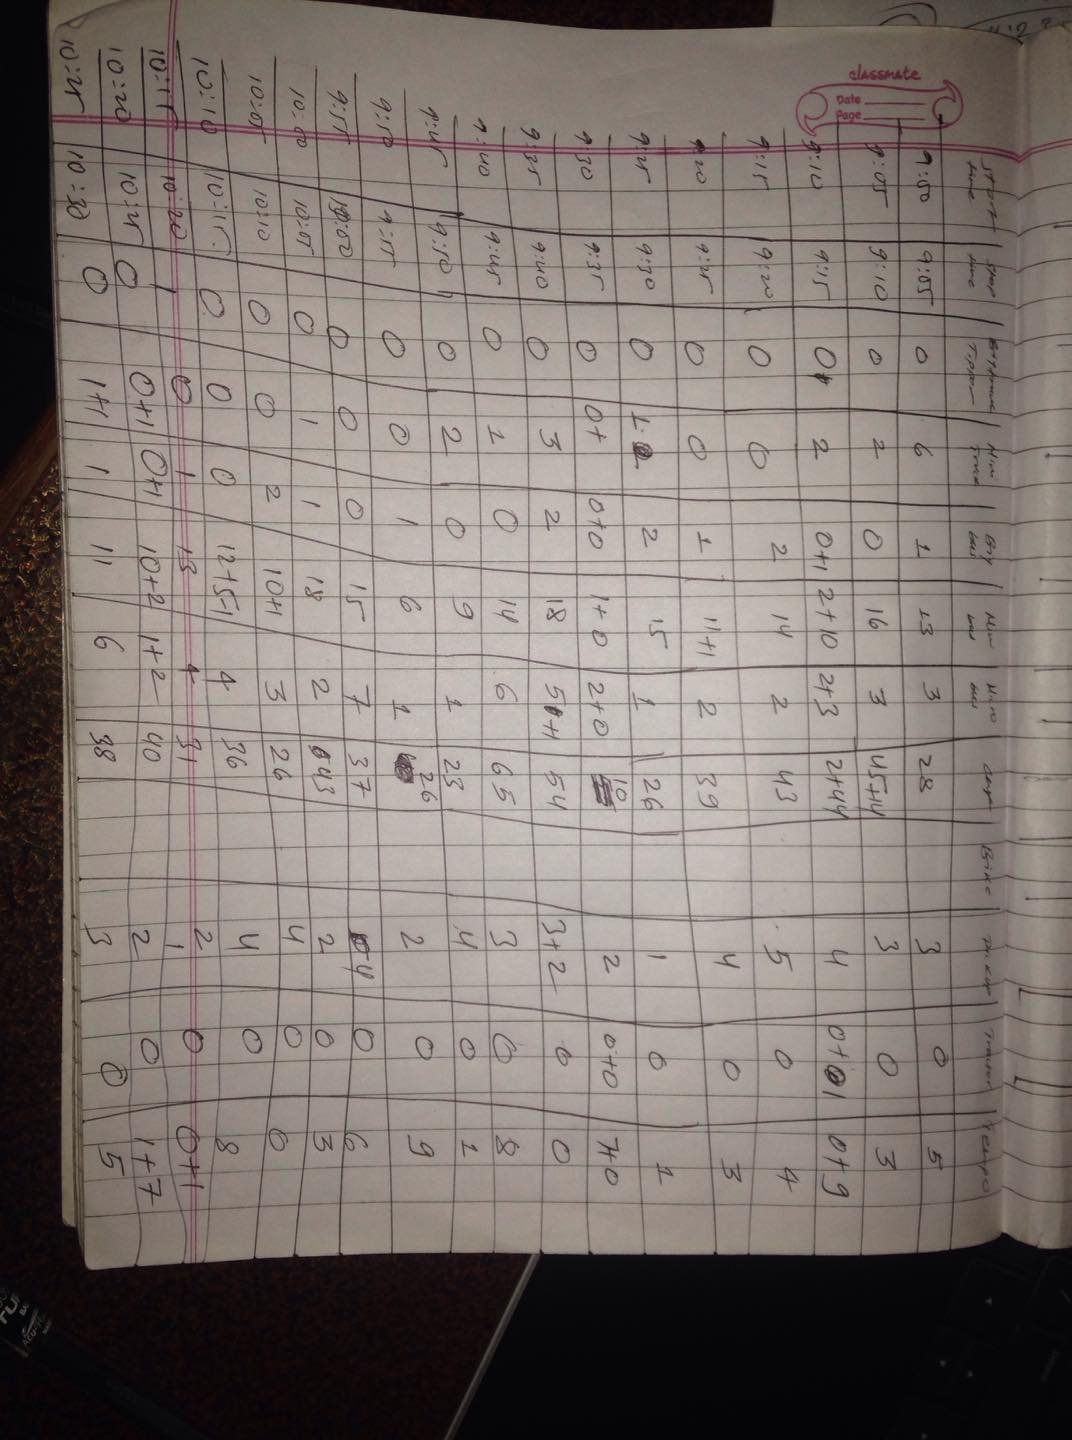 classmate
Date
Page
start time stop time Tipper Mini truck Big bus Mini bus Micro bus car Bike Pickup Tractor Tempo
9:00 9:05 0 6 1 13 3 28 3 0 5
9:05 9:10 0 2 0 16 3 45+14 3 0 3
9:10 9:15 0 2 0+1 2+10 2+3 2+44 4 0+1 0+9
9:15 9:20 0 0 2 14 2 43 5 0 4
9:20 9:25 0 0 1 11+1 2 39 4 0 3
9:25 9:30 0 1 2 15 1 26 1 0 1
9:30 9:35 0 0+ 0+0 1+0 2+0 10 2 0+0 7+0
9:35 9:40 0 3 2 18 5+1 54 3+2 0 0
9:40 9:45 0 1 0 14 6 65 3 0 8
9:45 9:50 0 2 0 9 1 23 4 0 1
9:50 9:55 0 0 1 6 1 26 2 0 9
9:55 10:00 0 0 0 15 7 37 4 0 6
10:00 10:05 0 1 1 18 2 43 2 0 3
10:05 10:10 0 0 2 10+1 3 26 4 0 0
10:10 10:15 0 0 0 12+5-1 4 36 4 0 8
10:15 10:20 1 0 1 13 4 31 2 1 0 0+1
10:20 10:25 0 0+1 0+1 10+2 1+2 40 2 0 1+7
10:25 10:30 0 1+1 1 11 6 38 3 0 5